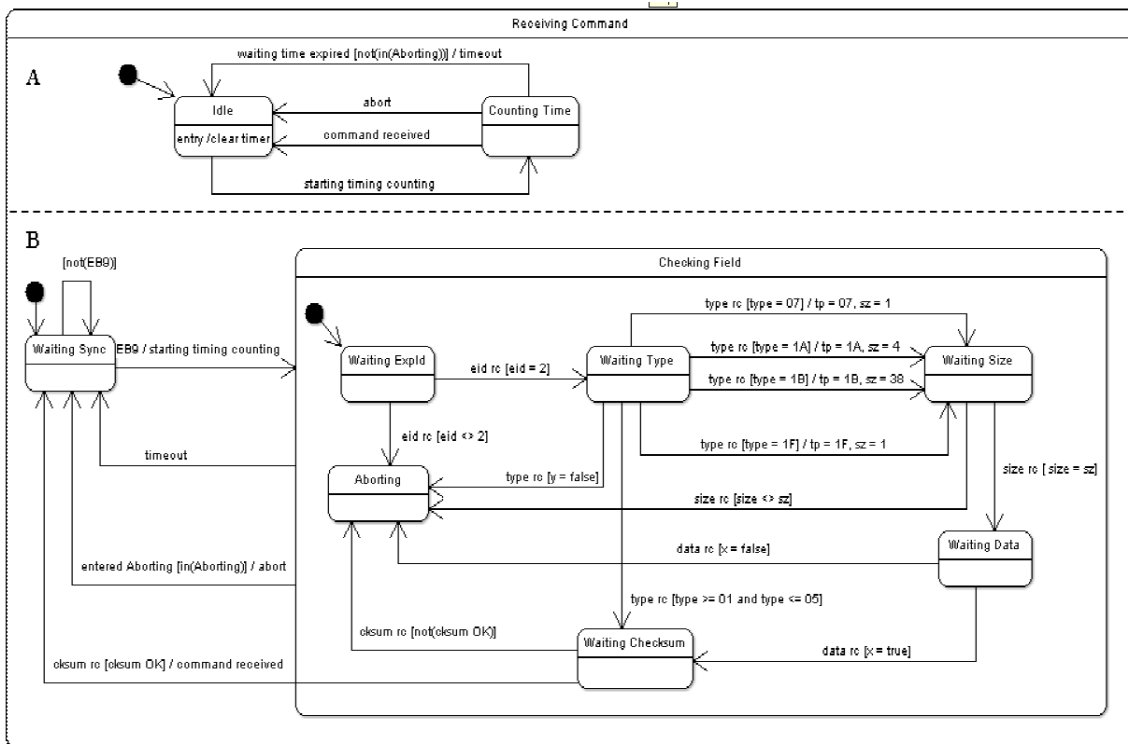 Receiving Command
A
waiting time expired [not(in(Aborting))] / timeout
Idle
abort
Counting Time
entry /clear timer
command received
starting timing counting
B
[not(EB9)]
Checking Field
type rc [type = 07] / tp = 07, sz = 1
Waiting Sync
EB9 / starting timing counting
Waiting ExpId
Waiting Type
type rc [type = 1A] / tp = 1A, sz = 4
Waiting Size
eid rc [eid = 2]
type rc [type = 1B] / tp = 1B, sz = 38
eid rc [eid <> 2]
type rc [type = 1F] / tp = 1F, sz = 1
timeout
size rc [ size = sz]
Aborting
type rc [y = false]
size rc [size <> sz]
Waiting Data
data rc [x = false]
entered Aborting [in(Aborting)] / abort
type rc [type >= 01 and type <= 05]
cksum rc [not(cksum OK)]
Waiting Checksum
data rc [x = true]
cksum rc [cksum OK] / command received